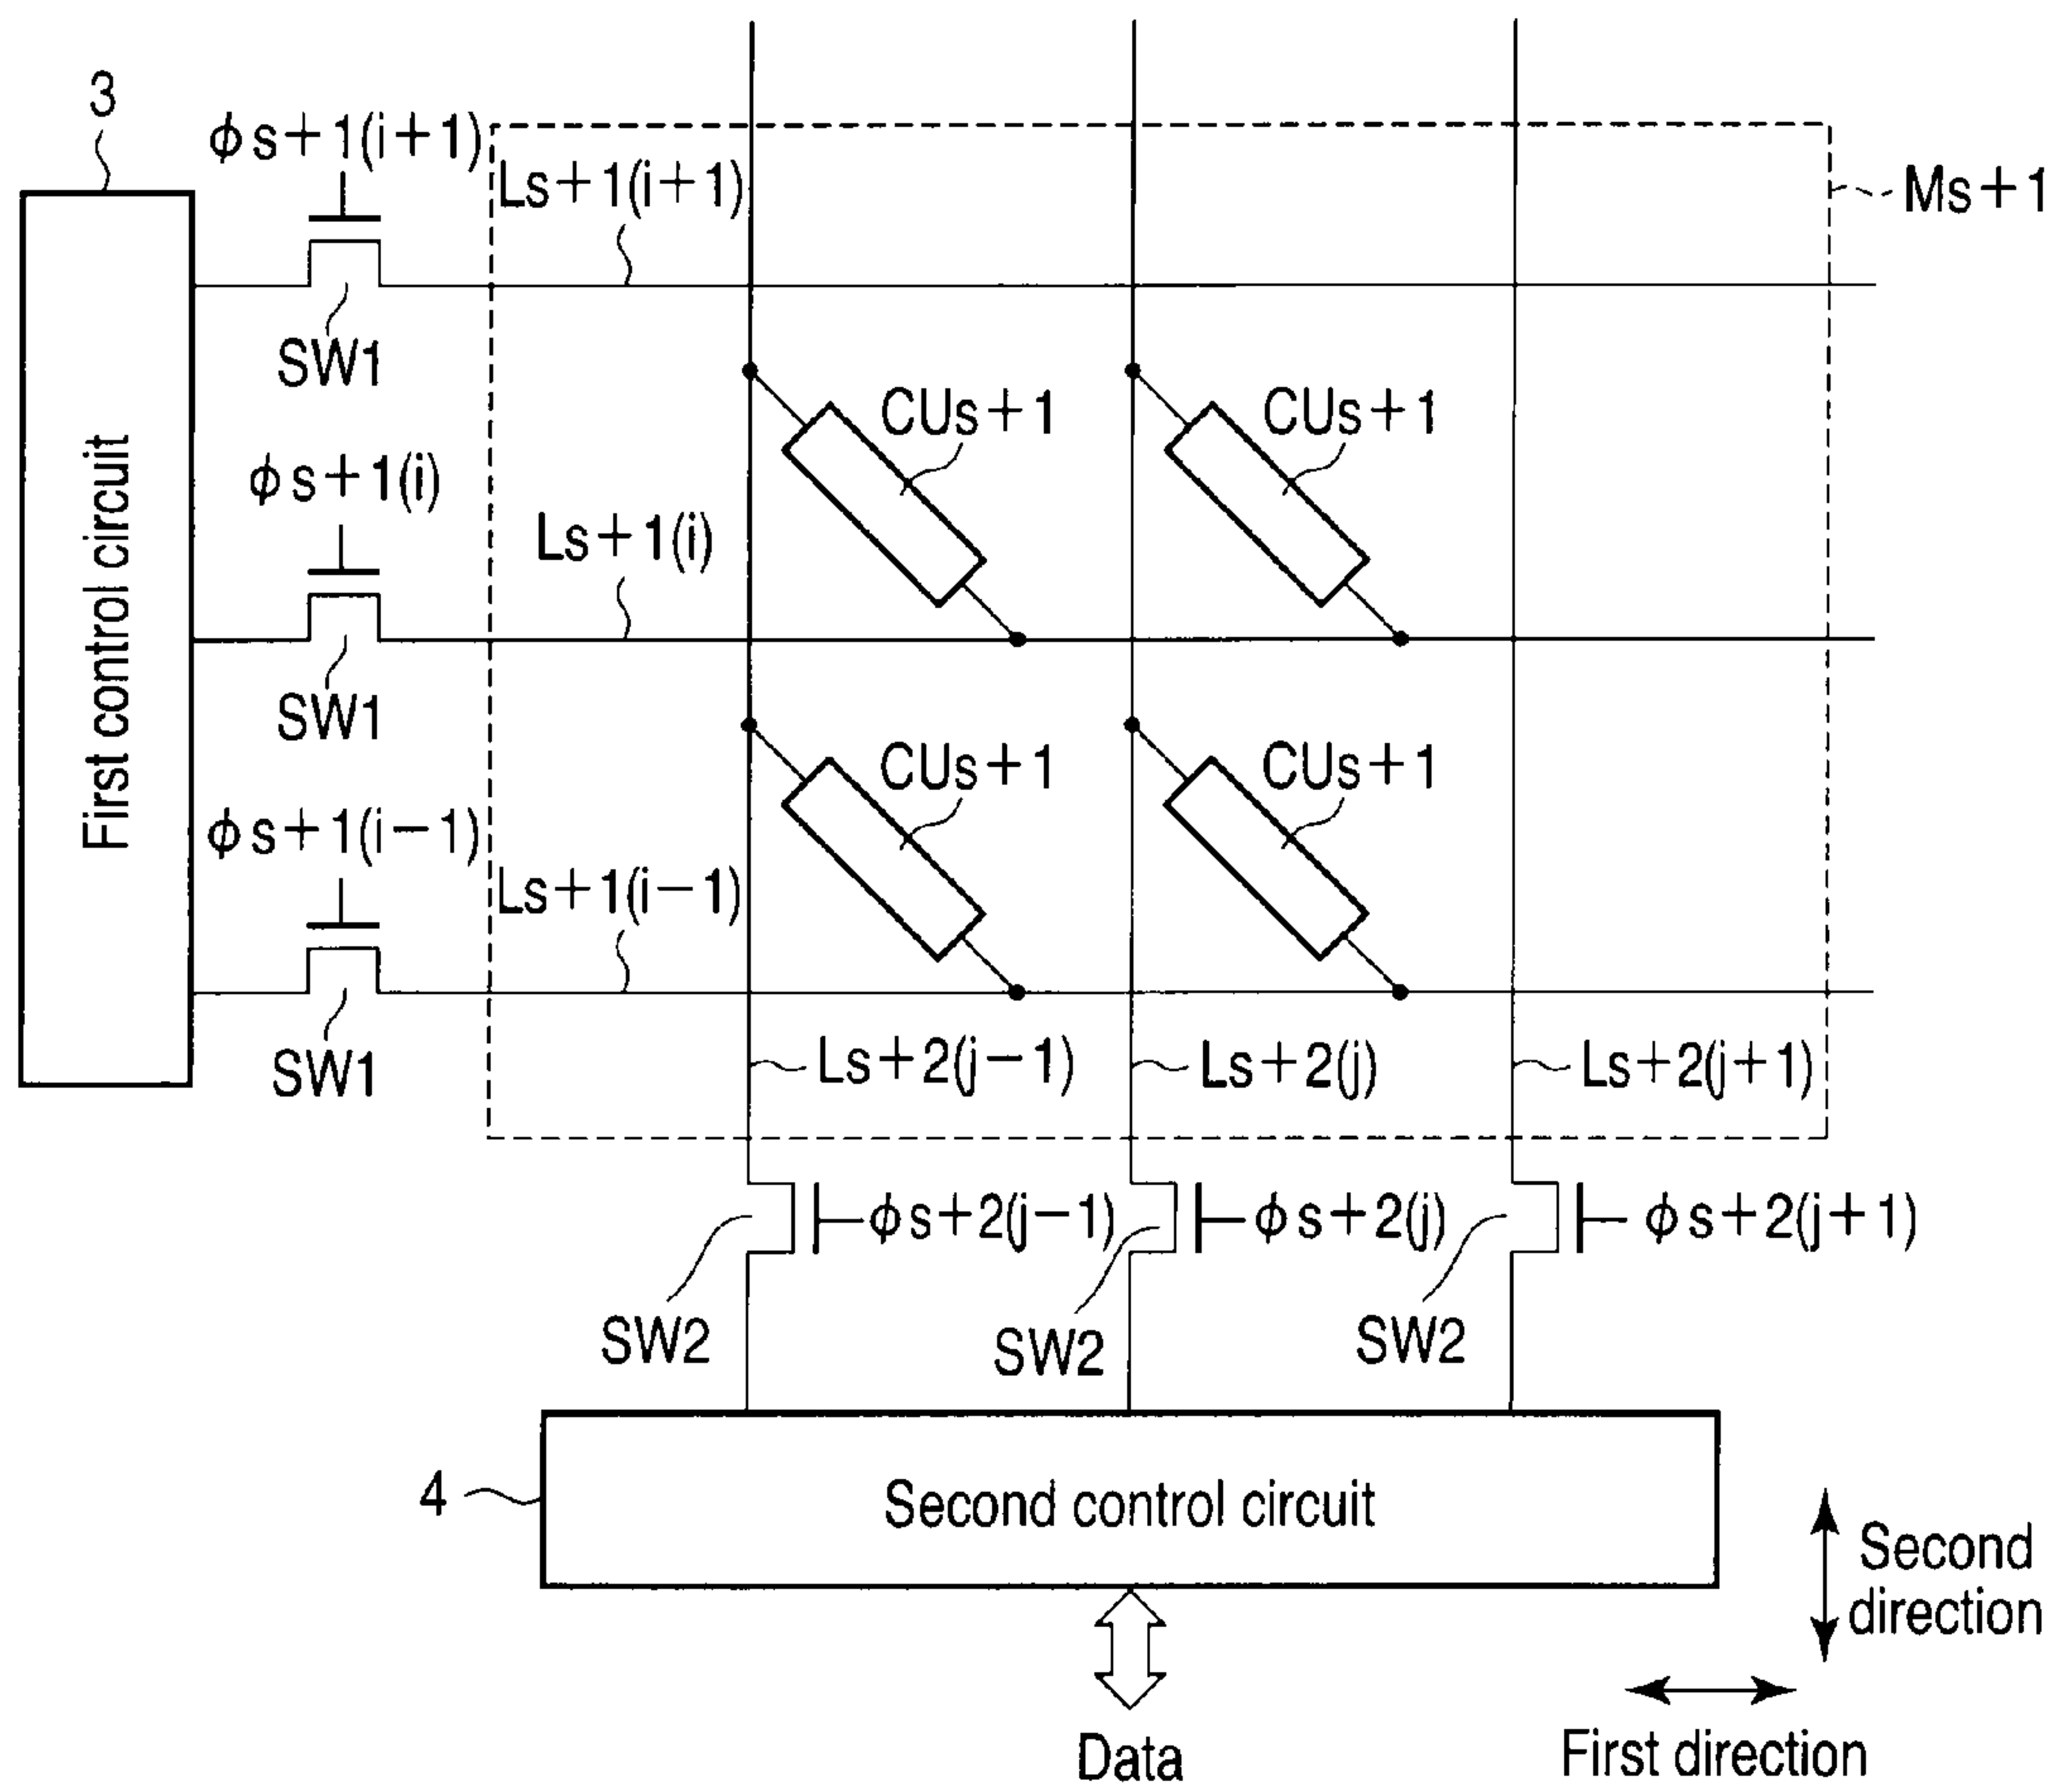 3
ϕs+1(i+1)
Ls+1(i+1)
Ms+1
SW1
CUs+1
CUs+1
ϕs+1(i)
Ls+1(i)
First control circuit
SW1
CUs+1
CUs+1
ϕs+1(i−1)
Ls+1(i−1)
SW1
Ls+2(j−1)
Ls+2(j)
Ls+2(j+1)
ϕs+2(j−1)
ϕs+2(j)
ϕs+2(j+1)
SW2
SW2
SW2
4
Second control circuit
Second
direction
Data
First direction